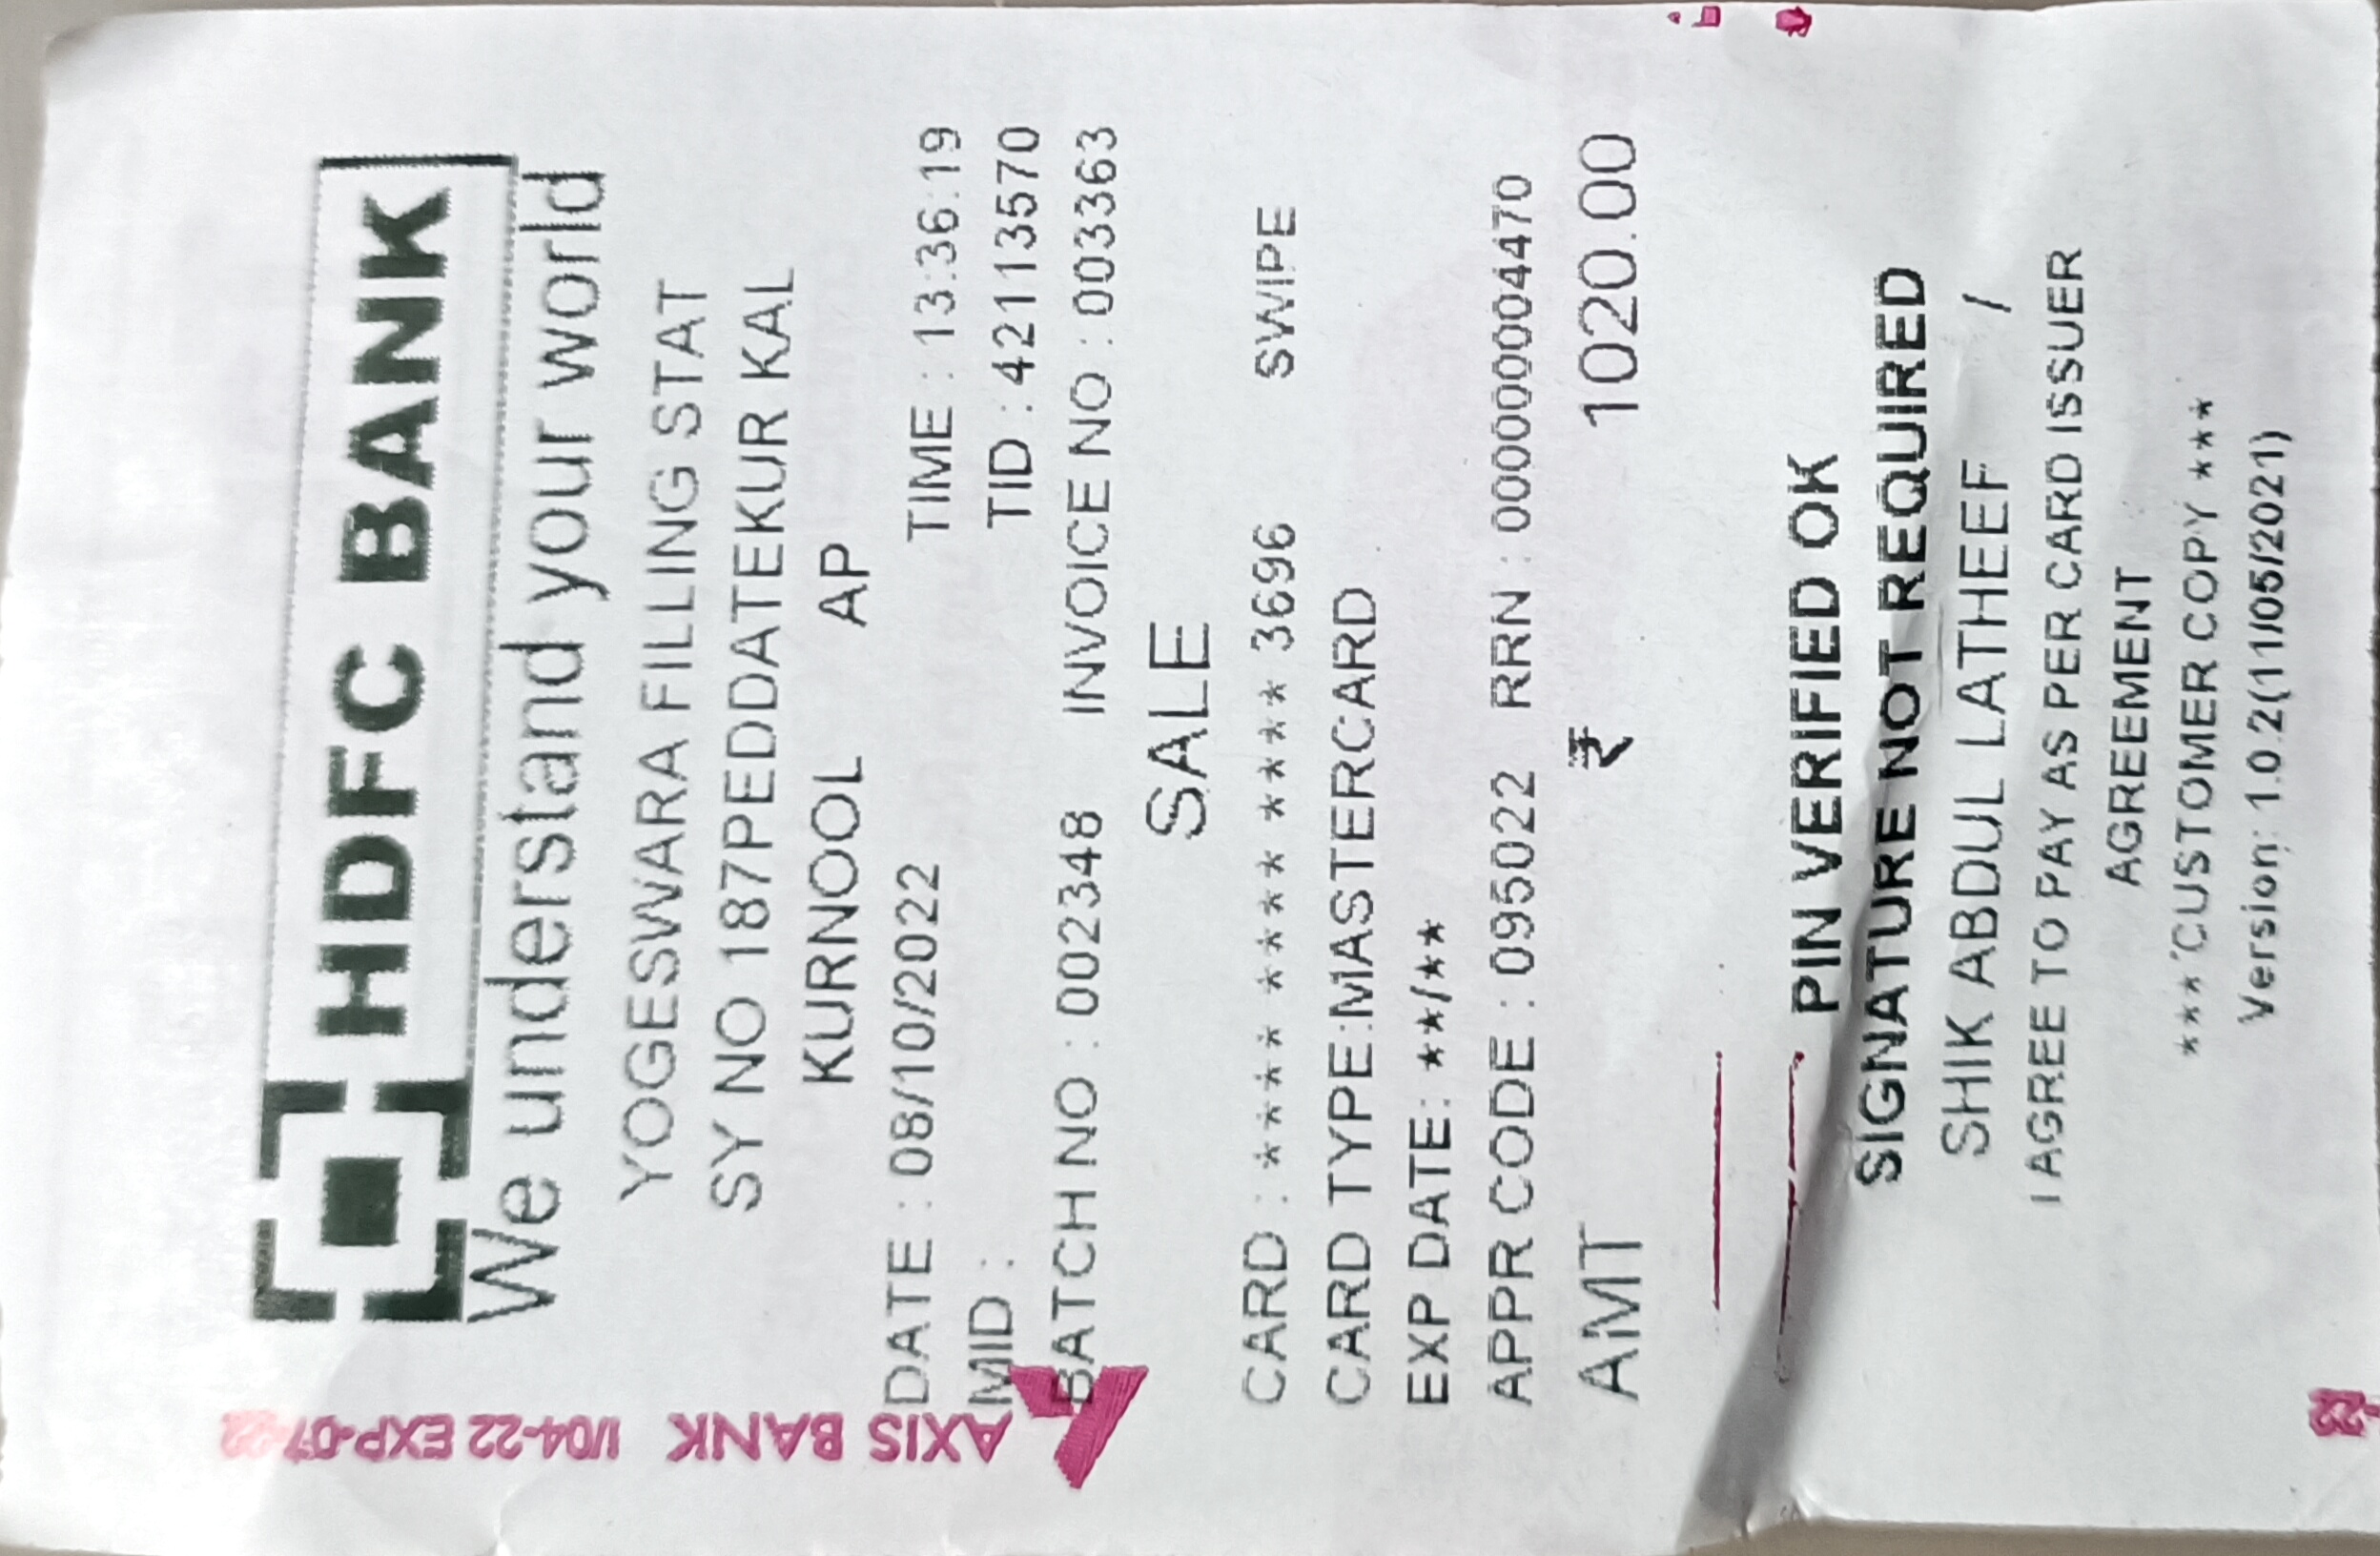 HDFC BANK
We understand your world
YOGESWARA FILLING STAT
SY NO 187PEDDATEKUR KAL
KURNOOL AP
DATE : 08/10/2022 TIME : 13:36:19
MID : TID : 42113570
BATCH NO : 002348 INVOICE NO : 003363
SALE
CARD : **** **** **** 3696 SWIPE
CARD TYPE:MASTERCARD
EXP DATE: **/**
APPR CODE : 095022 RRN : 000000004470
AMT ₹ 1020.00
PIN VERIFIED OK
SIGNATURE NOT REQUIRED
SHIK ABDUL LATHEEF /
I AGREE TO PAY AS PER CARD ISSUER
AGREEMENT
*** CUSTOMER COPY ***
Version: 1.0.2(11/05/2021)
AXIS BANK I/04-22 EXP-07-22
-22